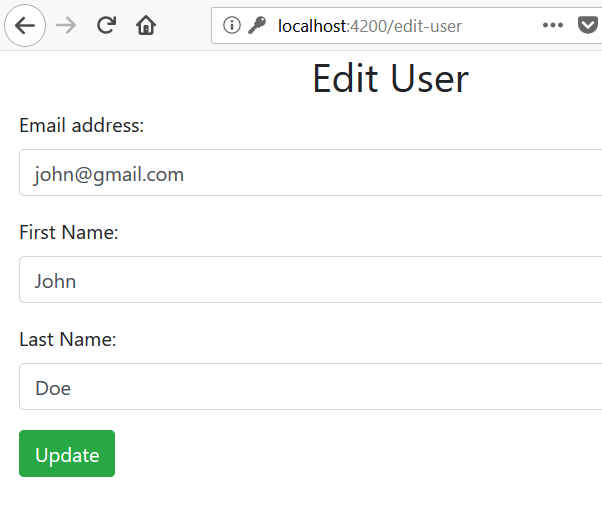 localhost:4200/edit-user
Edit User
Email address:
john@gmail.com
First Name:
John
Last Name:
Doe
Update